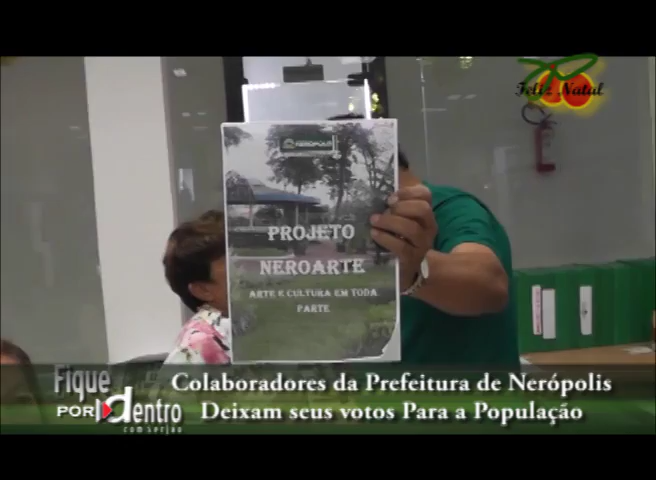 Feliz Natal
NERÓPOLIS
PROJETO
NEROARTE
ARTE E CULTURA EM TODA
PARTE
Fique
POR Dentro
com serjão
Colaboradores da Prefeitura de Nerópolis
Deixam seus votos Para a População